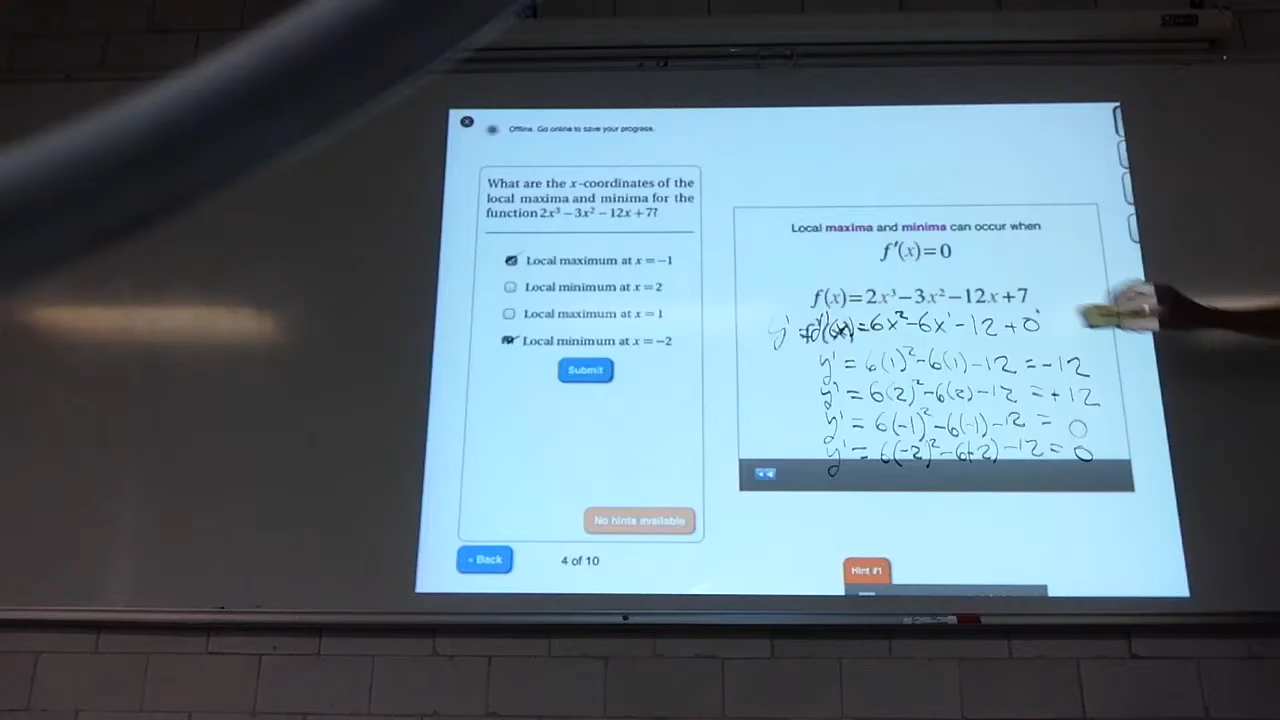 Offline. Go online to save your progress.
What are the x-coordinates of the
local maxima and minima for the
function 2x³ – 3x² – 12x + 7?
Local maximum at x = –1
Local minimum at x = 2
Local maximum at x = 1
Local minimum at x = –2
Submit
No hints available
« Back
4 of 10
Local maxima and minima can occur when
f′(x)=0
f(x)=2x³–3x²–12x+7
y' = 6x²-6x¹-12+0
y' = 6(1)²-6(1)-12 = -12
y' = 6(2)²-6(2)-12 = +12
y' = 6(-1)²-6(-1)-12 = 0
y' = 6(-2)²-6(-2)-12 = 0
Hint #1